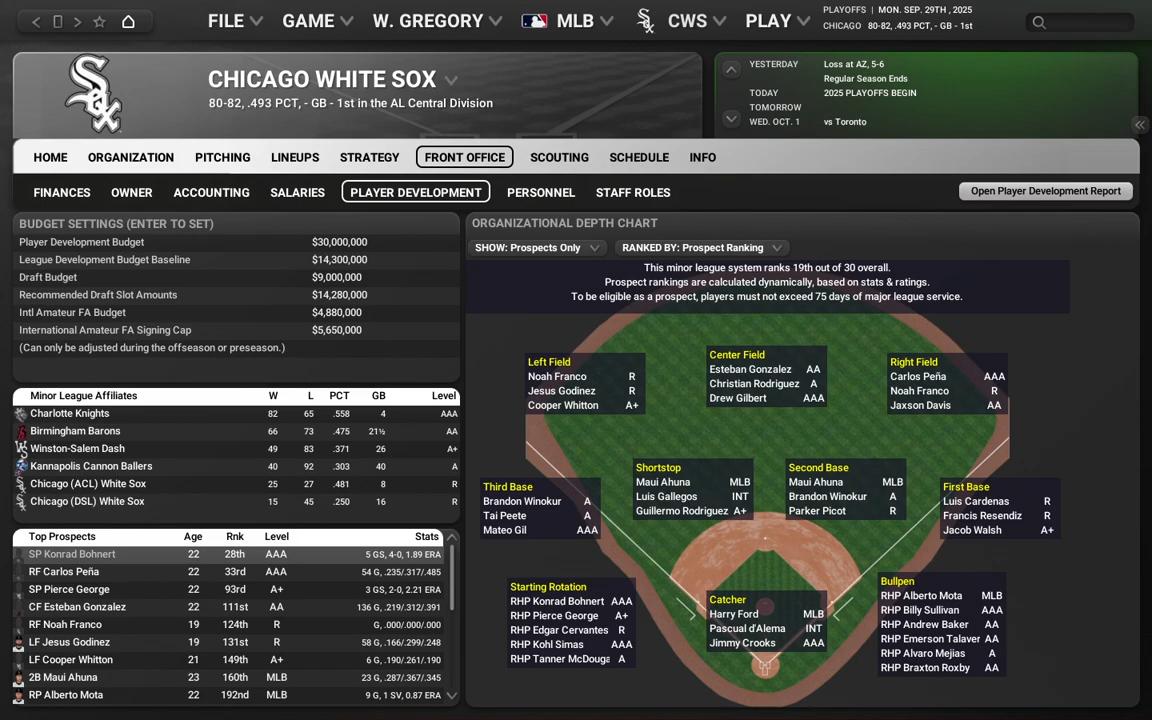 FILE GAME W. GREGORY MLB CWS PLAY
PLAYOFFS | MON. SEP. 29TH , 2025
CHICAGO 80-82, .493 PCT, - GB - 1st
CHICAGO WHITE SOX
80-82, .493 PCT, - GB - 1st in the AL Central Division
YESTERDAY Loss at AZ, 5-6
Regular Season Ends
TODAY 2025 PLAYOFFS BEGIN
TOMORROW
WED. OCT. 1 vs Toronto
HOME ORGANIZATION PITCHING LINEUPS STRATEGY FRONT OFFICE SCOUTING SCHEDULE INFO
FINANCES OWNER ACCOUNTING SALARIES PLAYER DEVELOPMENT PERSONNEL STAFF ROLES Open Player Development Report
BUDGET SETTINGS (ENTER TO SET)
Player Development Budget $30,000,000
League Development Budget Baseline $14,300,000
Draft Budget $9,000,000
Recommended Draft Slot Amounts $14,280,000
Intl Amateur FA Budget $4,880,000
International Amateur FA Signing Cap $5,650,000
(Can only be adjusted during the offseason or preseason.)
Minor League Affiliates W L PCT GB Level
Charlotte Knights 82 65 .558 4 AAA
Birmingham Barons 66 73 .475 21½ AA
Winston-Salem Dash 49 83 .371 26 A+
Kannapolis Cannon Ballers 40 92 .303 40 A
Chicago (ACL) White Sox 25 27 .481 8 R
Chicago (DSL) White Sox 15 45 .250 16 R
Top Prospects Age Rnk Level Stats
SP Konrad Bohnert 22 28th AAA 5 GS, 4-0, 1.89 ERA
RF Carlos Peña 22 33rd AAA 54 G, .235/.317/.485
SP Pierce George 22 93rd A+ 3 GS, 2-0, 2.21 ERA
CF Esteban Gonzalez 22 111st AA 136 G, .219/.312/.391
RF Noah Franco 19 124th R G, .000/.000/.000
LF Jesus Godinez 19 131st R 58 G, .166/.299/.248
LF Cooper Whitton 21 149th A+ 6 G, .190/.261/.190
2B Maui Ahuna 23 160th MLB 23 G, .287/.367/.345
RP Alberto Mota 22 192nd MLB 9 G, 1 SV, 0.87 ERA
ORGANIZATIONAL DEPTH CHART
SHOW: Prospects Only RANKED BY: Prospect Ranking
This minor league system ranks 19th out of 30 overall.
Prospect rankings are calculated dynamically, based on stats & ratings.
To be eligible as a prospect, players must not exceed 75 days of major league service.
Left Field
Noah Franco R
Jesus Godinez R
Cooper Whitton A+
Center Field
Esteban Gonzalez AA
Christian Rodriguez A
Drew Gilbert AAA
Right Field
Carlos Peña AAA
Noah Franco R
Jaxson Davis AA
Third Base
Brandon Winokur A
Tai Peete A
Mateo Gil AAA
Shortstop
Maui Ahuna MLB
Luis Gallegos INT
Guillermo Rodriguez A+
Second Base
Maui Ahuna MLB
Brandon Winokur A
Parker Picot R
First Base
Luis Cardenas R
Francis Resendiz R
Jacob Walsh A+
Starting Rotation
RHP Konrad Bohnert AAA
RHP Pierce George A+
RHP Edgar Cervantes R
RHP Kohl Simas AAA
RHP Tanner McDouga A
Catcher
Harry Ford MLB
Pascual d'Alema INT
Jimmy Crooks AAA
Bullpen
RHP Alberto Mota MLB
RHP Billy Sullivan AAA
RHP Andrew Baker AA
RHP Emerson Talaver AA
RHP Alvaro Mejias A
RHP Braxton Roxby AA